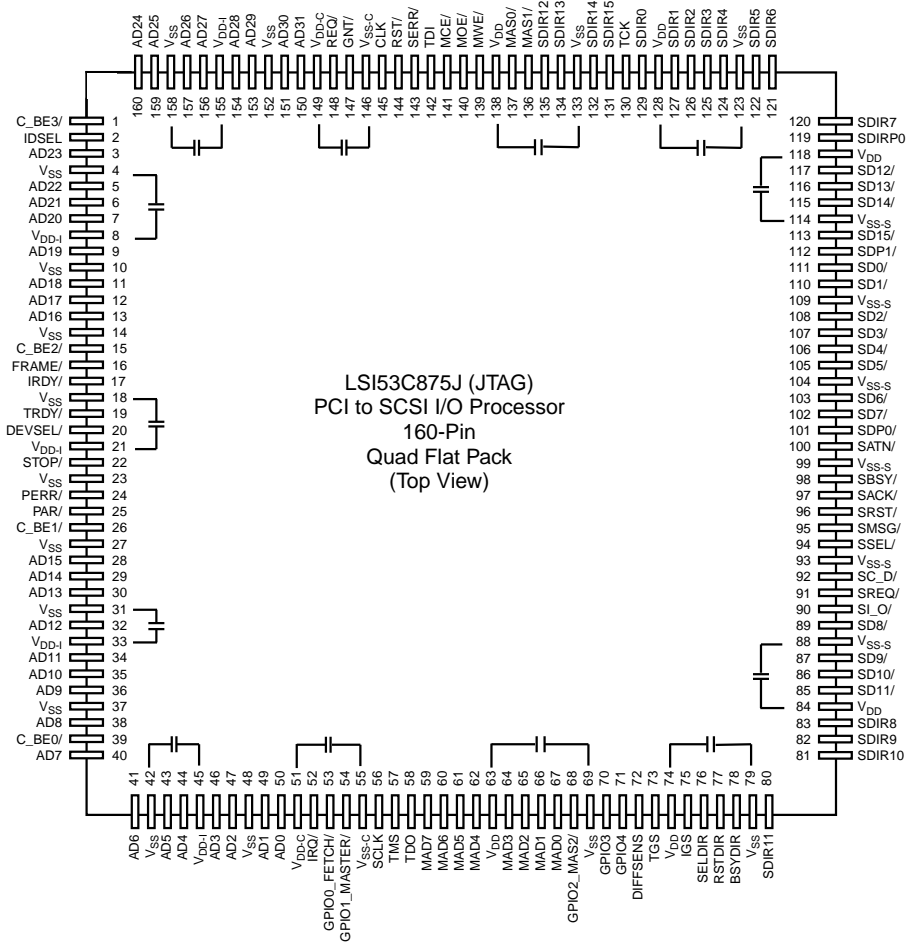 AD24 160
AD25 159
VSS 158
AD26 157
AD27 156
VDD-I 155
AD28 154
AD29 153
VSS 152
AD30 151
AD31 150
VDD-C 149
REQ/ 148
GNT/ 147
VSS-C 146
CLK 145
RST/ 144
SERR/ 143
TDI 142
MCE/ 141
MOE/ 140
MWE/ 139
VDD 138
MAS0/ 137
MAS1/ 136
SDIR12 135
SDIR13 134
VSS 133
SDIR14 132
SDIR15 131
TCK 130
SDIR0 129
VDD 128
SDIR1 127
SDIR2 126
SDIR3 125
SDIR4 124
VSS 123
SDIR5 122
SDIR6 121
C_BE3/ 1
IDSEL 2
AD23 3
VSS 4
AD22 5
AD21 6
AD20 7
VDD-I 8
AD19 9
VSS 10
AD18 11
AD17 12
AD16 13
VSS 14
C_BE2/ 15
FRAME/ 16
IRDY/ 17
VSS 18
TRDY/ 19
DEVSEL/ 20
VDD-I 21
STOP/ 22
VSS 23
PERR/ 24
PAR/ 25
C_BE1/ 26
VSS 27
AD15 28
AD14 29
AD13 30
VSS 31
AD12 32
VDD-I 33
AD11 34
AD10 35
AD9 36
VSS 37
AD8 38
C_BE0/ 39
AD7 40
LSI53C875J (JTAG)
PCI to SCSI I/O Processor
160-Pin
Quad Flat Pack
(Top View)
120 SDIR7
119 SDIRP0
118 VDD
117 SD12/
116 SD13/
115 SD14/
114 VSS-S
113 SD15/
112 SDP1/
111 SD0/
110 SD1/
109 VSS-S
108 SD2/
107 SD3/
106 SD4/
105 SD5/
104 VSS-S
103 SD6/
102 SD7/
101 SDP0/
100 SATN/
99 VSS-S
98 SBSY/
97 SACK/
96 SRST/
95 SMSG/
94 SSEL/
93 VSS-S
92 SC_D/
91 SREQ/
90 SI_O/
89 SD8/
88 VSS-S
87 SD9/
86 SD10/
85 SD11/
84 VDD
83 SDIR8
82 SDIR9
81 SDIR10
41 AD6
42 VSS
43 AD5
44 AD4
45 VDD-I
46 AD3
47 AD2
48 VSS
49 AD1
50 AD0
51 VDD-C
52 IRQ/
53 GPIO0_FETCH/
54 GPIO1_MASTER/
55 VSS-C
56 SCLK
57 TMS
58 TDO
59 MAD7
60 MAD6
61 MAD5
62 MAD4
63 VDD
64 MAD3
65 MAD2
66 MAD1
67 MAD0
68 GPIO2_MAS2/
69 VSS
70 GPIO3
71 GPIO4
72 DIFFSENS
73 TGS
74 VDD
75 IGS
76 SELDIR
77 RSTDIR
78 BSYDIR
79 VSS
80 SDIR11